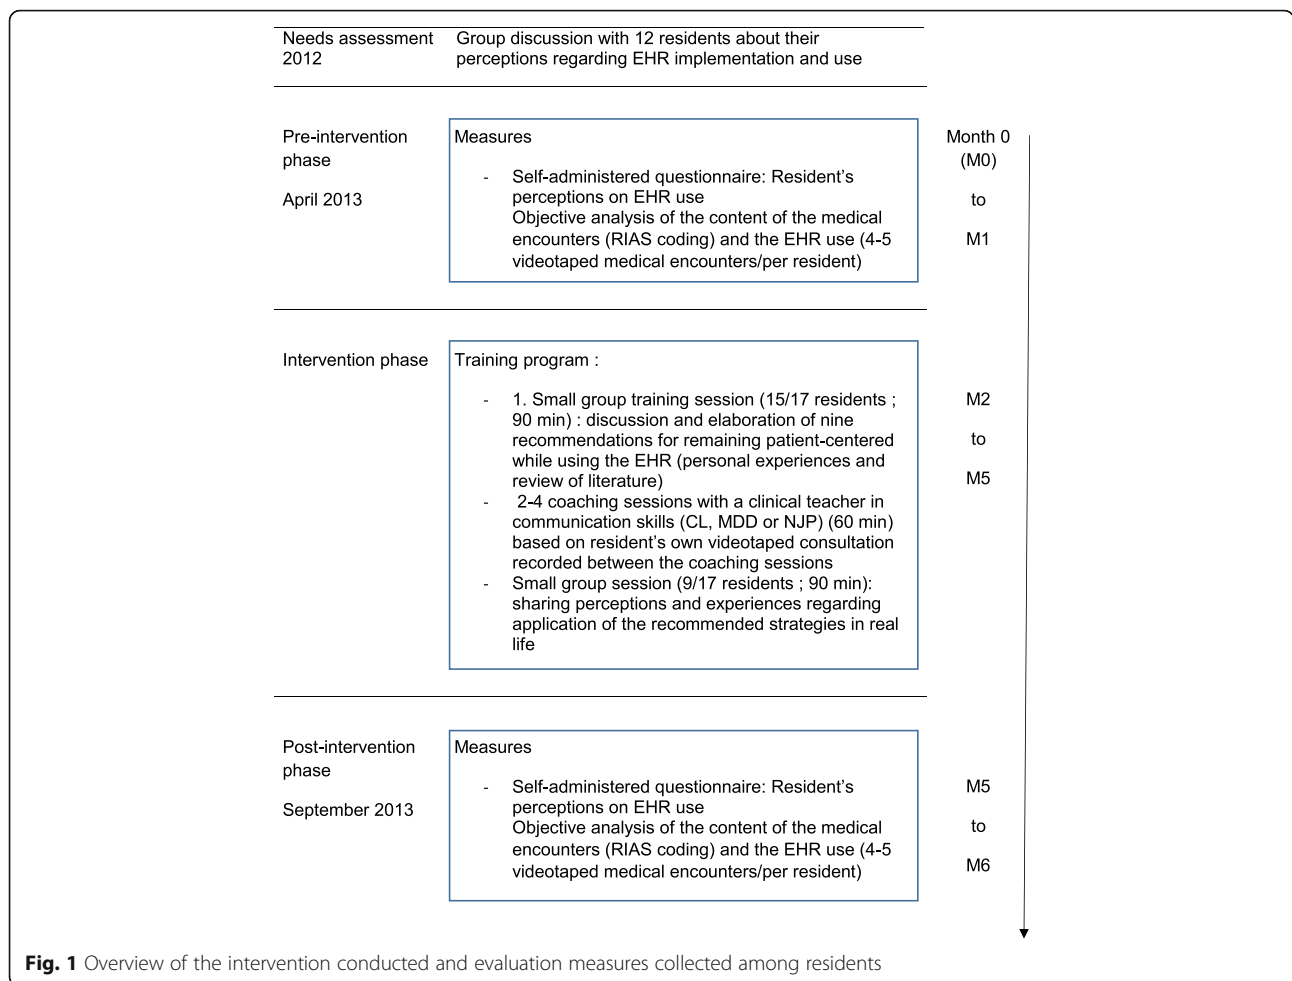 Needs assessment
2012
Group discussion with 12 residents about their
perceptions regarding EHR implementation and use
Pre-intervention
phase
April 2013
Measures
- Self-administered questionnaire: Resident's
perceptions on EHR use
Objective analysis of the content of the medical
encounters (RIAS coding) and the EHR use (4-5
videotaped medical encounters/per resident)
Month 0
(M0)
to
M1
Intervention phase
Training program :
- 1. Small group training session (15/17 residents ;
90 min) : discussion and elaboration of nine
recommendations for remaining patient-centered
while using the EHR (personal experiences and
review of literature)
- 2-4 coaching sessions with a clinical teacher in
communication skills (CL, MDD or NJP) (60 min)
based on resident's own videotaped consultation
recorded between the coaching sessions
- Small group session (9/17 residents ; 90 min):
sharing perceptions and experiences regarding
application of the recommended strategies in real
life
M2
to
M5
Post-intervention
phase
September 2013
Measures
- Self-administered questionnaire: Resident's
perceptions on EHR use
Objective analysis of the content of the medical
encounters (RIAS coding) and the EHR use (4-5
videotaped medical encounters/per resident)
M5
to
M6
Fig. 1 Overview of the intervention conducted and evaluation measures collected among residents